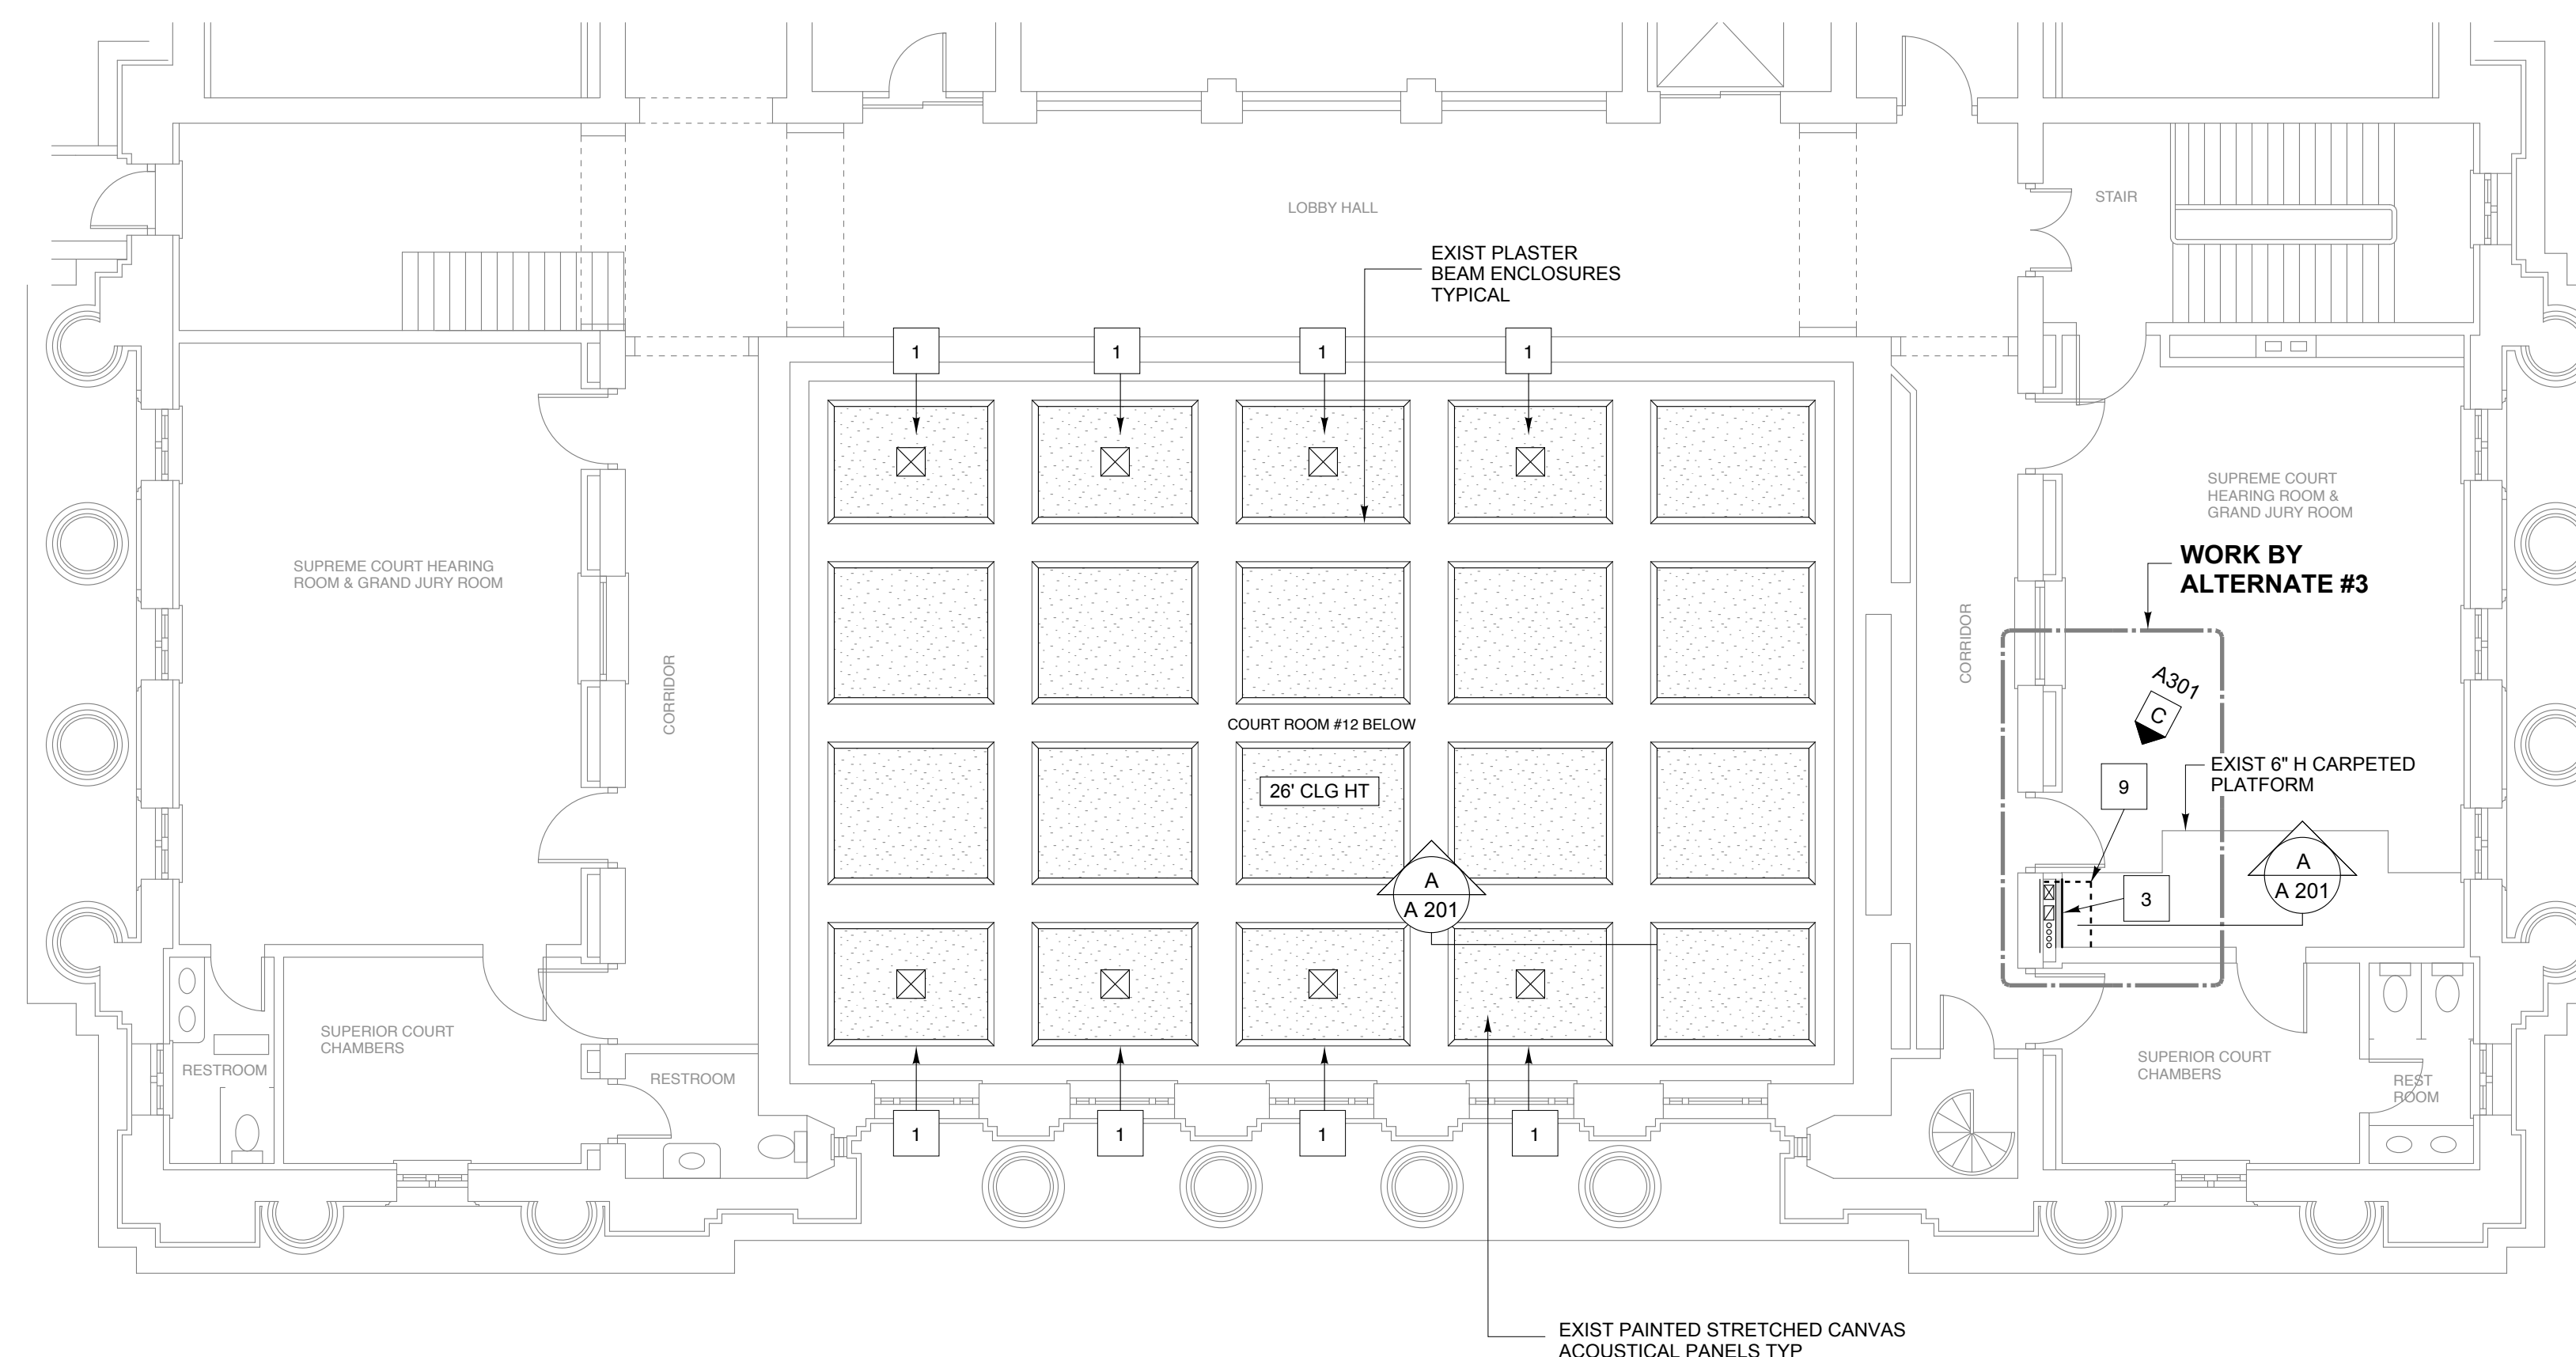 LOBBY HALL
STAIR
EXIST PLASTER
BEAM ENCLOSURES
TYPICAL
1
1
1
1
SUPREME COURT
HEARING ROOM &
GRAND JURY ROOM
WORK BY
ALTERNATE #3
SUPREME COURT HEARING
ROOM & GRAND JURY ROOM
CORRIDOR
CORRIDOR
A301
C
COURT ROOM #12 BELOW
26' CLG HT
EXIST 6" H CARPETED
PLATFORM
9
A
A 201
A
A 201
3
SUPERIOR COURT
CHAMBERS
RESTROOM
RESTROOM
SUPERIOR COURT
CHAMBERS
REST
ROOM
1
1
1
1
EXIST PAINTED STRETCHED CANVAS
ACOUSTICAL PANELS TYP